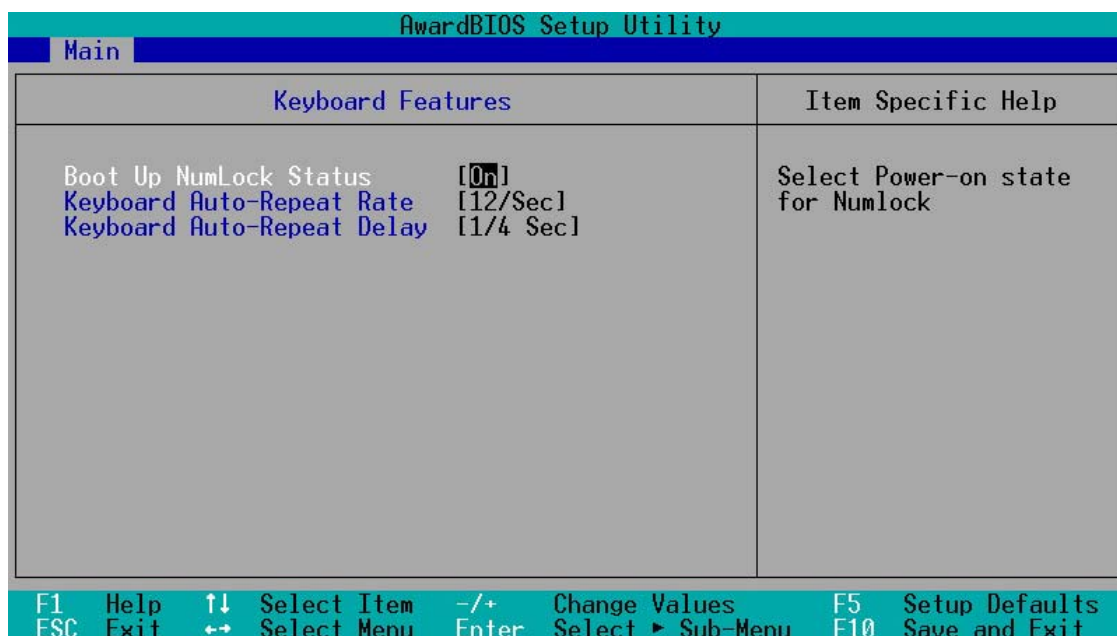 AwardBIOS Setup Utility
Main
Keyboard Features
Item Specific Help
Boot Up NumLock Status [On]
Keyboard Auto-Repeat Rate [12/Sec]
Keyboard Auto-Repeat Delay [1/4 Sec]
Select Power-on state
for Numlock
F1 Help ↑↓ Select Item -/+ Change Values F5 Setup Defaults
ESC Exit ←→ Select Menu Enter Select ► Sub-Menu F10 Save and Exit